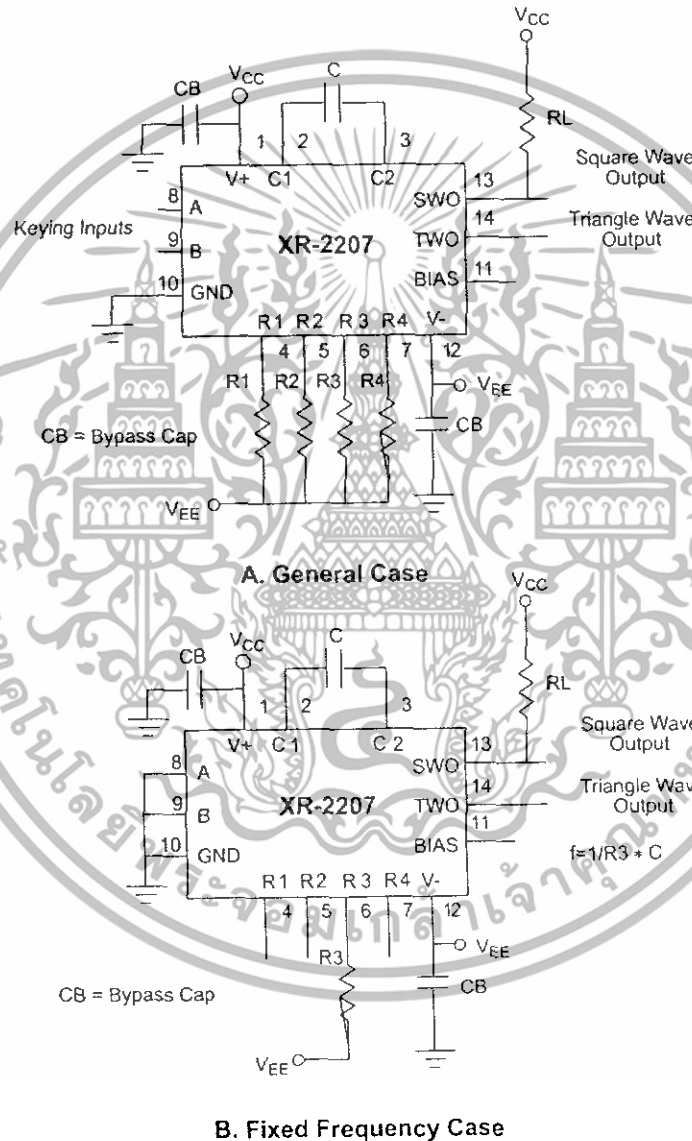 VCC
CB
VCC
C
RL
1
2
3
Square Wave
Output
V+
C1
C2
13
8
A
SWO
14
Triangle Wave
Output
Keying Inputs
XR-2207
TWO
9
B
BIAS
11
10
GND
R1 R2 R3 R4 V-
4 5 6 7 12
R1 R2 R3 R4
VEE
CB
CB = Bypass Cap
VEE
A. General Case
VCC
CB
VCC
C
RL
1
2
3
Square Wave
Output
V+
C1
C2
13
8
A
SWO
14
Triangle Wave
Output
9
B
XR-2207
TWO
11
10
GND
BIAS
f=1/R3 * C
R1 R2 R3 R4 V-
4 5 6 7 12
R3
VEE
CB
CB = Bypass Cap
VEE
B. Fixed Frequency Case